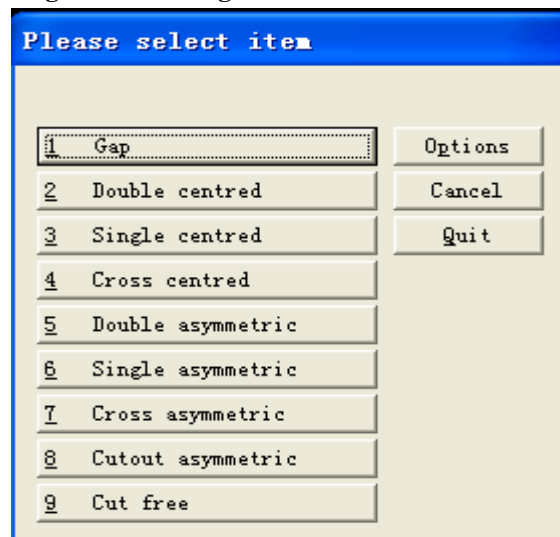 Please select item
1 Gap
Options
2 Double centred
Cancel
3 Single centred
Quit
4 Cross centred
5 Double asymmetric
6 Single asymmetric
7 Cross asymmetric
8 Cutout asymmetric
9 Cut free